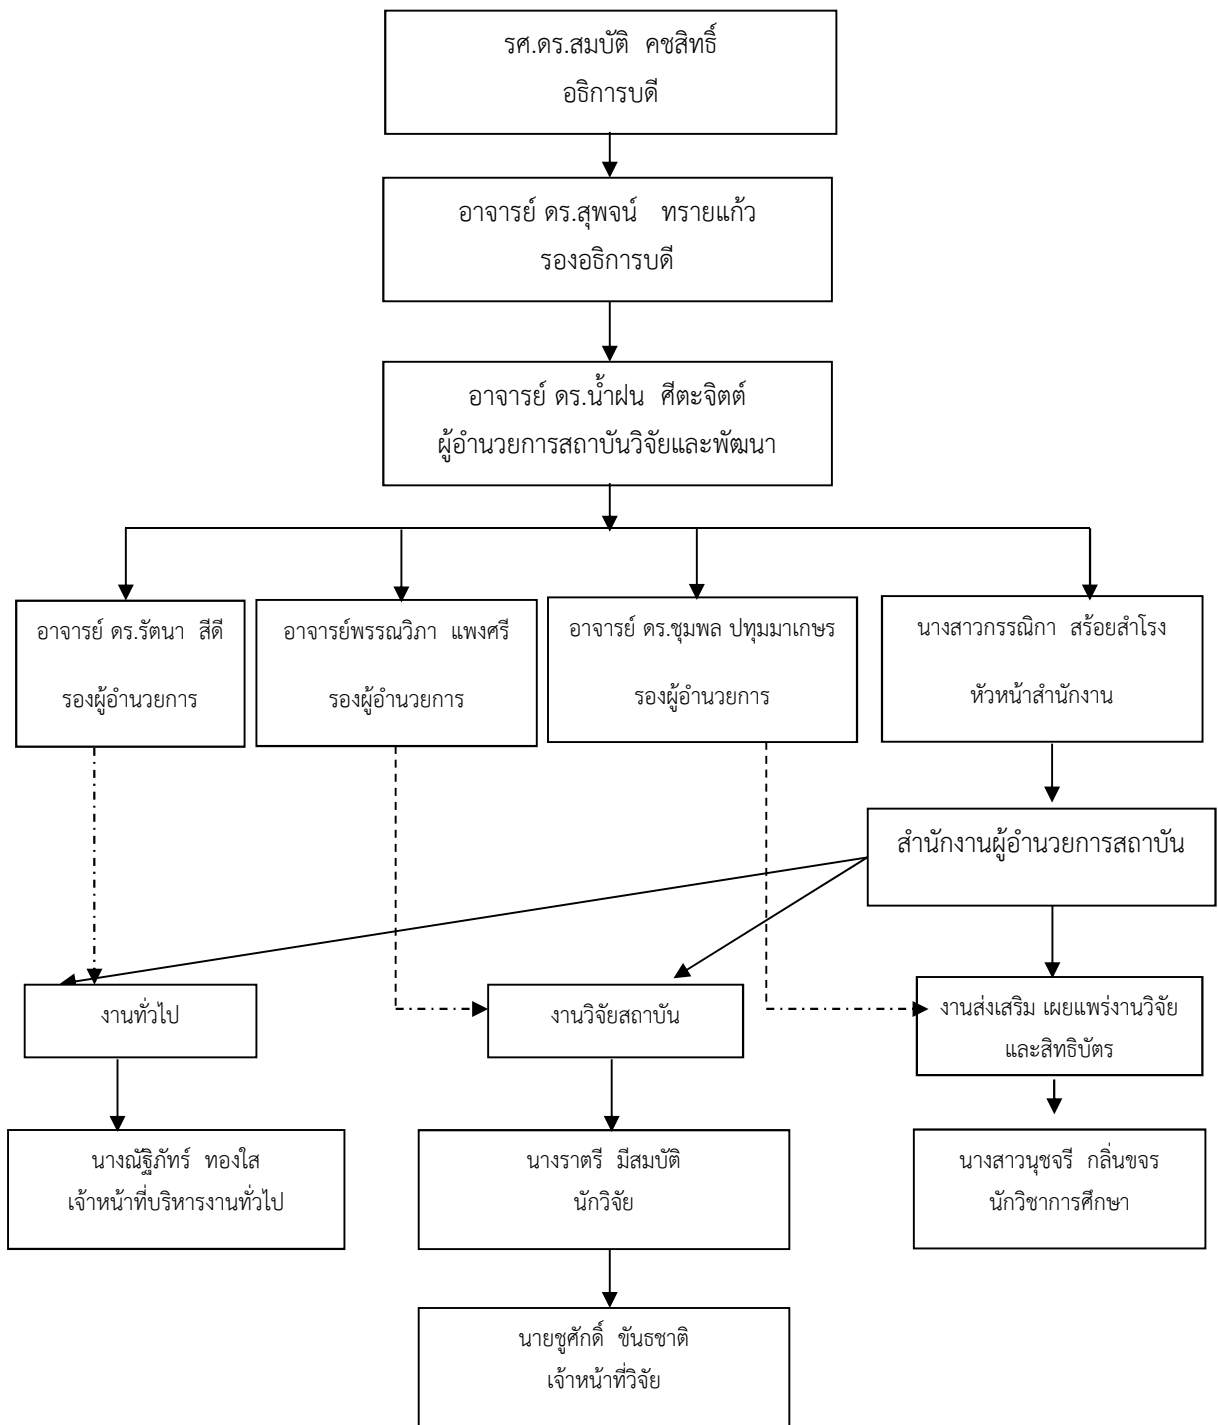 รศ.ดร.สมบัติ คชสิทธิ์
อธิการบดี
อาจารย์ ดร.สุพจน์ ทรายแก้ว
รองอธิการบดี
อาจารย์ ดร.น้ำฝน ศีตะจิตต์
ผู้อำนวยการสถาบันวิจัยและพัฒนา
อาจารย์ ดร.รัตนา สีดี
รองผู้อำนวยการ
อาจารย์พรรณวิภา แพงศรี
รองผู้อำนวยการ
อาจารย์ ดร.ชุมพล ปทุมมาเกษร
รองผู้อำนวยการ
นางสาวกรรณิกา สร้อยสำโรง
หัวหน้าสำนักงาน
สำนักงานผู้อำนวยการสถาบัน
งานทั่วไป
งานวิจัยสถาบัน
งานส่งเสริม เผยแพร่งานวิจัย
และสิทธิบัตร
นางณัฐิภัทร์ ทองใส
เจ้าหน้าที่บริหารงานทั่วไป
นางราตรี มีสมบัติ
นักวิจัย
นางสาวนุชจรี กลิ่นขจร
นักวิชาการศึกษา
นายชูศักดิ์ ขันธชาติ
เจ้าหน้าที่วิจัย